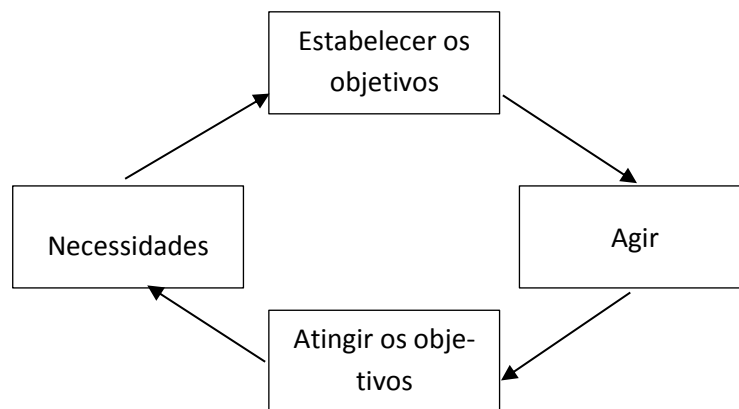 Estabelecer os
objetivos
Necessidades
Agir
Atingir os obje-
tivos